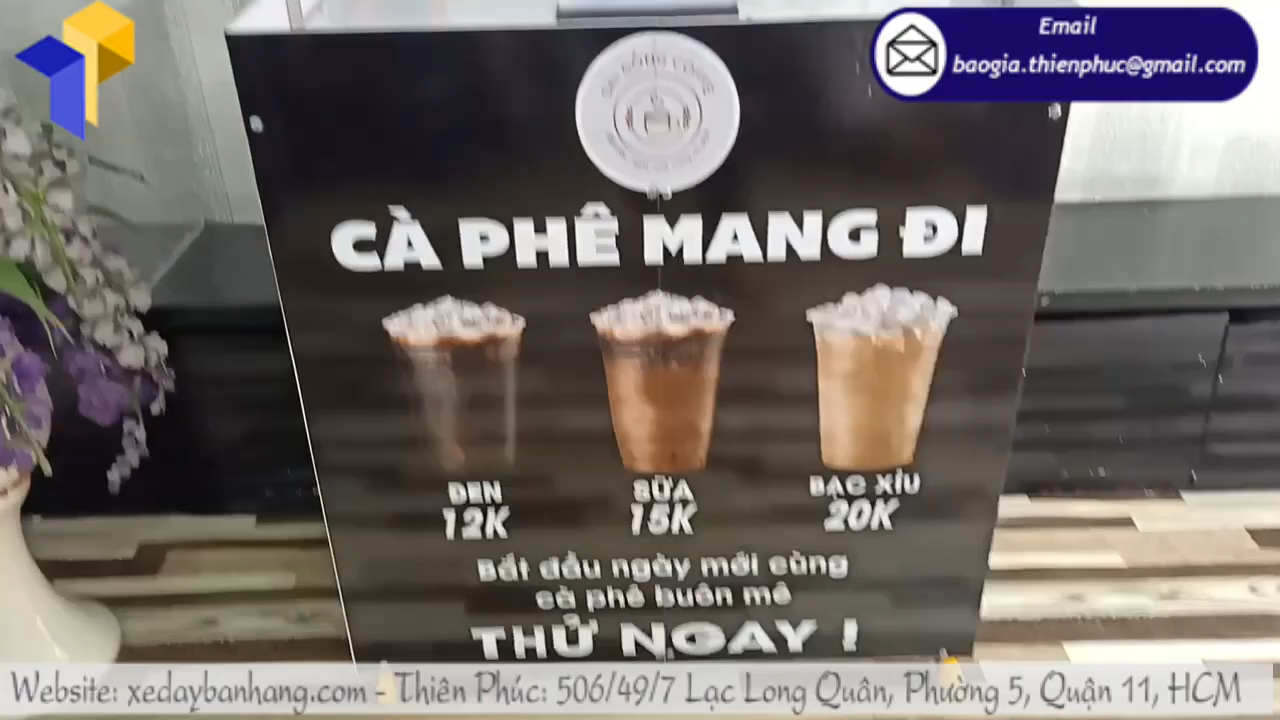 Email
baogia.thienphuc@gmail.com
COFFEE
CÀ PHÊ MANG ĐI
ĐEN
12K
SỮA
15K
BẠC XỈU
20K
Bắt đầu ngày mới cùng
cà phê buôn mê
THỬ NGAY !
Website: xedaybanhang.com - Thiên Phúc: 506/49/7 Lạc Long Quân, Phường 5, Quận 11, HCM